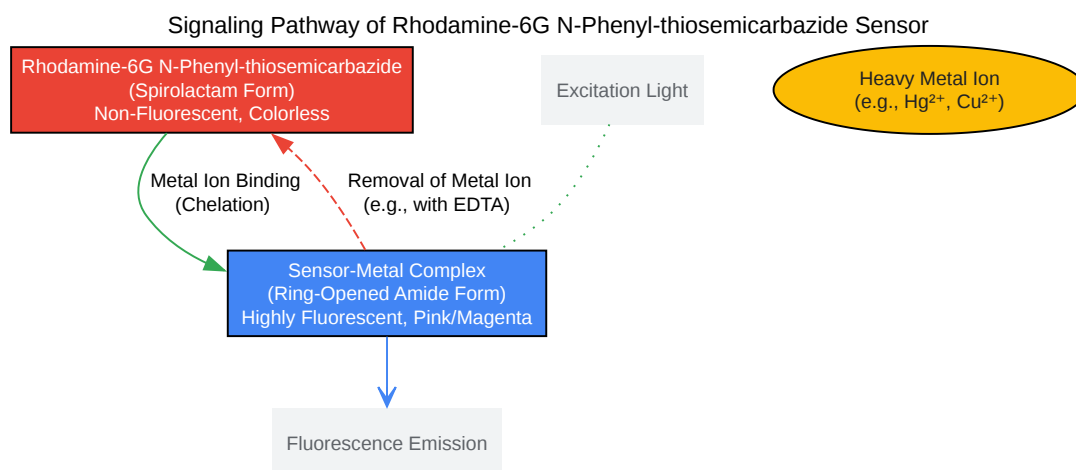 Signaling Pathway of Rhodamine-6G N-Phenyl-thiosemicarbazide Sensor
Rhodamine-6G N-Phenyl-thiosemicarbazide
(Spirolactam Form)
Non-Fluorescent, Colorless
Excitation Light
Heavy Metal Ion
(e.g., Hg²⁺, Cu²⁺)
Metal Ion Binding
(Chelation)
Removal of Metal Ion
(e.g., with EDTA)
Sensor-Metal Complex
(Ring-Opened Amide Form)
Highly Fluorescent, Pink/Magenta
Fluorescence Emission